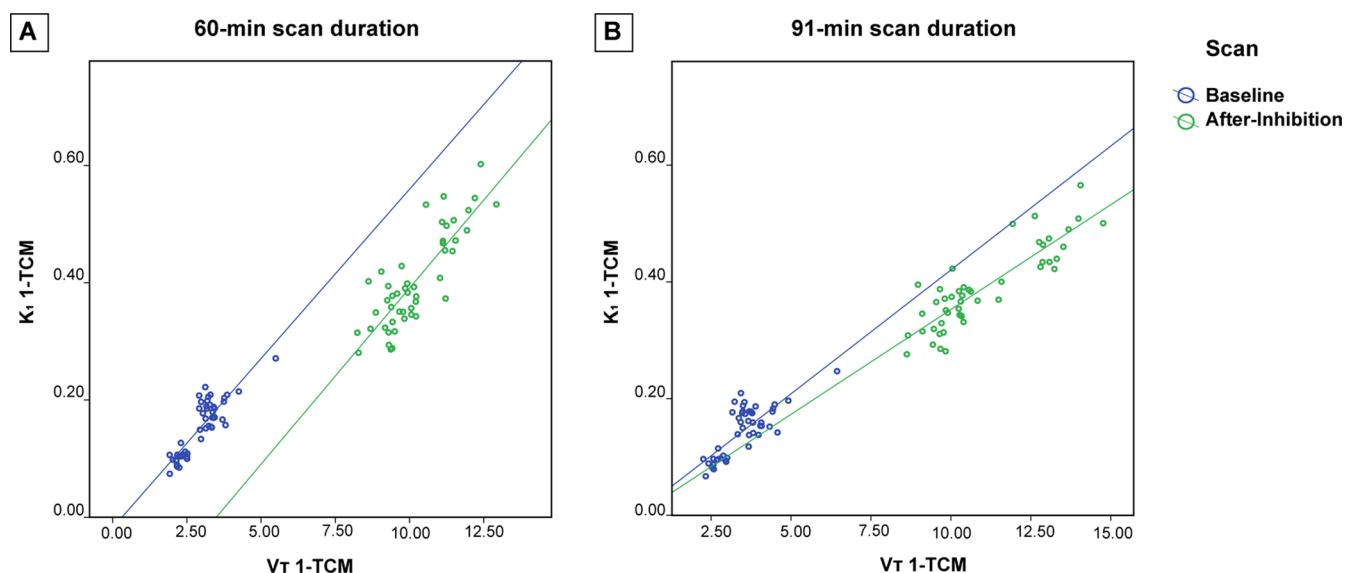 A
60-min scan duration
K₁ 1-TCM
0.60
0.40
0.20
0.00
0.00 2.50 5.00 7.50 10.00 12.50
Vᴛ 1-TCM
B
91-min scan duration
K₁ 1-TCM
0.60
0.40
0.20
0.00
2.50 5.00 7.50 10.00 12.50 15.00
Vᴛ 1-TCM
Scan
Baseline
After-Inhibition